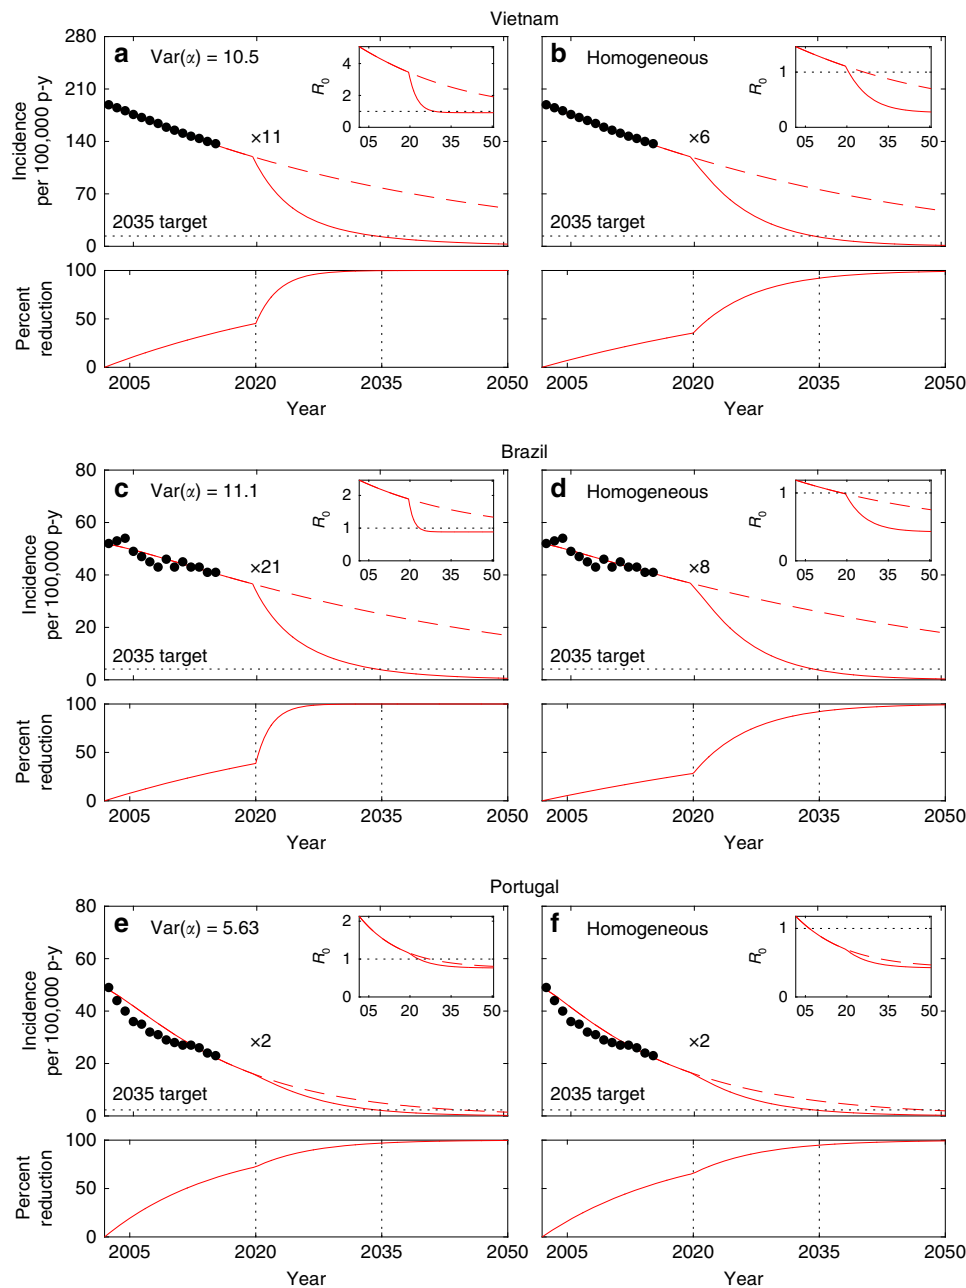 Vietnam
a Var(α) = 10.5
280
210
140
70
0
Incidence
per 100,000 p-y
×11
2035 target
R0
4
2
0
05 20 35 50
b Homogeneous
×6
2035 target
R0
1
0
05 20 35 50
Percent
reduction
100
50
0
2005 2020 2035 2050
Year
2005 2020 2035 2050
Year
Brazil
c Var(α) = 11.1
80
60
40
20
0
Incidence
per 100,000 p-y
×21
2035 target
R0
2
1
0
05 20 35 50
d Homogeneous
×8
2035 target
R0
1
0
05 20 35 50
Percent
reduction
100
50
0
2005 2020 2035 2050
Year
2005 2020 2035 2050
Year
Portugal
e Var(α) = 5.63
80
60
40
20
0
Incidence
per 100,000 p-y
×2
2035 target
R0
2
1
0
05 20 35 50
f Homogeneous
×2
2035 target
R0
1
0
05 20 35 50
Percent
reduction
100
50
0
2005 2020 2035 2050
Year
2005 2020 2035 2050
Year